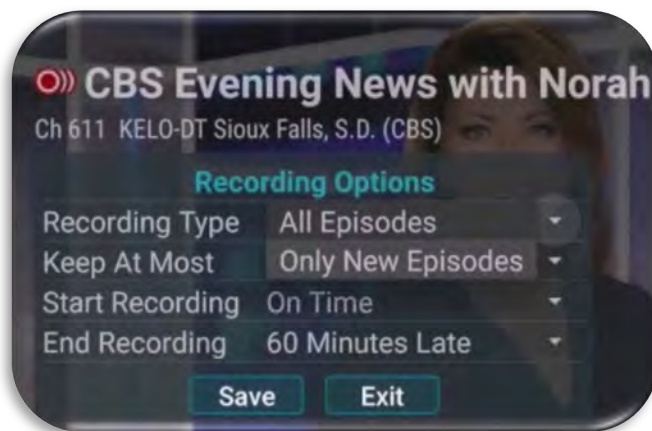 CBS Evening News with Norah
Ch 611 KELO-DT Sioux Falls, S.D. (CBS)
Recording Options
Recording Type All Episodes
Keep At Most Only New Episodes
Start Recording On Time
End Recording 60 Minutes Late
Save Exit